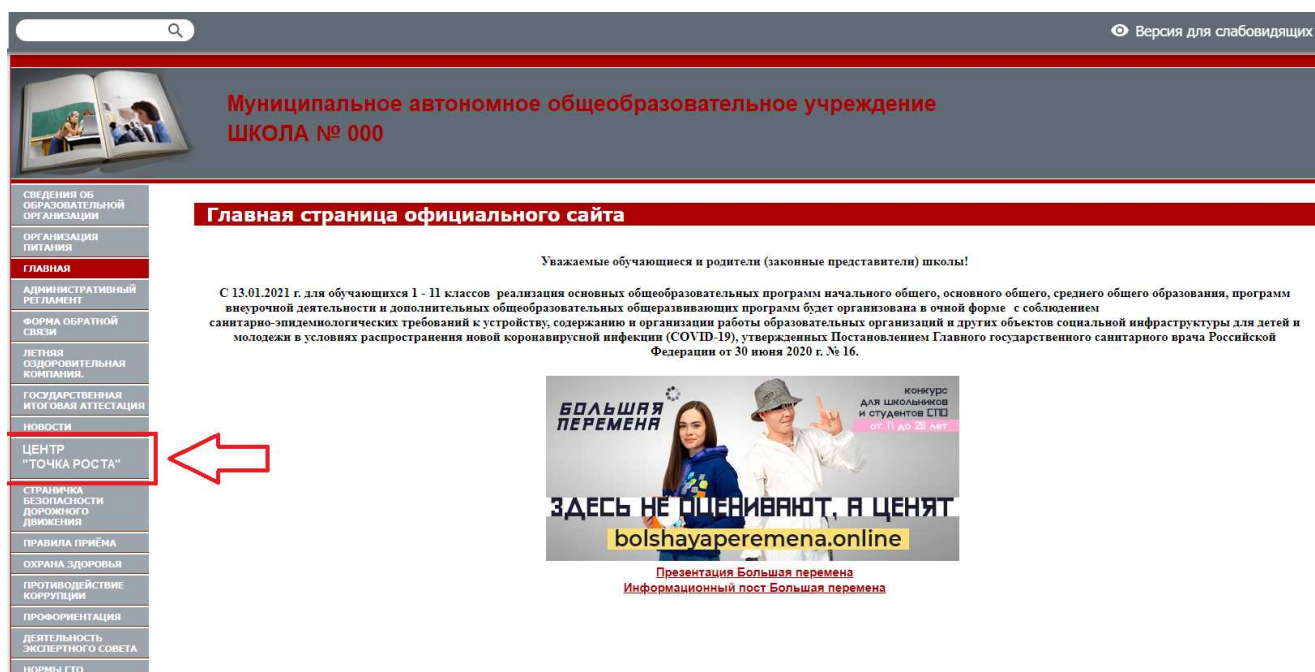 Версия для слабовидящих
Муниципальное автономное общеобразовательное учреждение
ШКОЛА № 000
СВЕДЕНИЯ ОБ
ОБРАЗОВАТЕЛЬНОЙ
ОРГАНИЗАЦИИ
ОРГАНИЗАЦИЯ
ПИТАНИЯ
ГЛАВНАЯ
АДМИНИСТРАТИВНЫЙ
РЕГЛАМЕНТ
ФОРМА ОБРАТНОЙ
СВЯЗИ
ЛЕТНЯЯ
ОЗДОРОВИТЕЛЬНАЯ
КОМПАНИЯ.
ГОСУДАРСТВЕННАЯ
ИТОГОВАЯ АТТЕСТАЦИЯ
НОВОСТИ
ЦЕНТР
"ТОЧКА РОСТА"
СТРАНИЧКА
БЕЗОПАСНОСТИ
ДОРОЖНОГО
ДВИЖЕНИЯ
ПРАВИЛА ПРИЁМА
ОХРАНА ЗДОРОВЬЯ
ПРОТИВОДЕЙСТВИЕ
КОРРУПЦИИ
ПРОФОРИЕНТАЦИЯ
ДЕЯТЕЛЬНОСТЬ
ЭКСПЕРТНОГО СОВЕТА
НОРМЫ ГТО
Главная страница официального сайта
Уважаемые обучающиеся и родители (законные представители) школы!
С 13.01.2021 г. для обучающихся 1 - 11 классов реализация основных общеобразовательных программ начального общего, основного общего, среднего общего образования, программ
внеурочной деятельности и дополнительных общеобразовательных общеразвивающих программ будет организована в очной форме с соблюдением
санитарно-эпидемиологических требований к устройству, содержанию и организации работы образовательных организаций и других объектов социальной инфраструктуры для детей и
молодежи в условиях распространения новой коронавирусной инфекции (COVID-19), утвержденных Постановлением Главного государственного санитарного врача Российской
Федерации от 30 июня 2020 г. № 16.
БОЛЬШАЯ
ПЕРЕМЕНА
конкурс
для школьников
и студентов СПО
от 11 до 25 лет
ЗДЕСЬ НЕ ОЦЕНИВАЮТ, А ЦЕНЯТ
bolshayaperemena.online
Презентация Большая перемена
Информационный пост Большая перемена